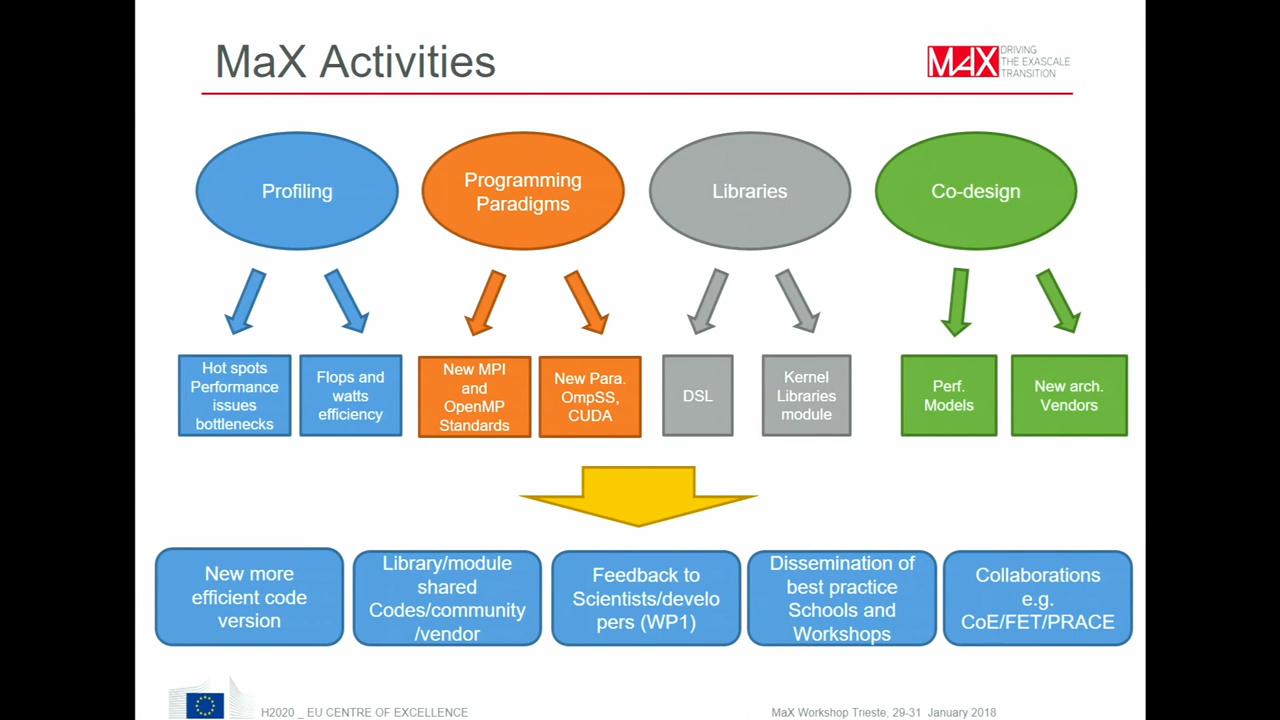 MaX Activities
MAX
DRIVING
THE EXASCALE
TRANSITION
Profiling
Programming
Paradigms
Libraries
Co-design
Hot spots
Performance
issues
bottlenecks
Flops and
watts
efficiency
New MPI
and
OpenMP
Standards
New Para.
OmpSS,
CUDA
DSL
Kernel
Libraries
module
Perf.
Models
New arch.
Vendors
New more
efficient code
version
Library/module
shared
Codes/community
/vendor
Feedback to
Scientists/develo
pers (WP1)
Dissemination of
best practice
Schools and
Workshops
Collaborations
e.g.
CoE/FET/PRACE
H2020 _ EU CENTRE OF EXCELLENCE
MaX Workshop Trieste, 29-31 January 2018